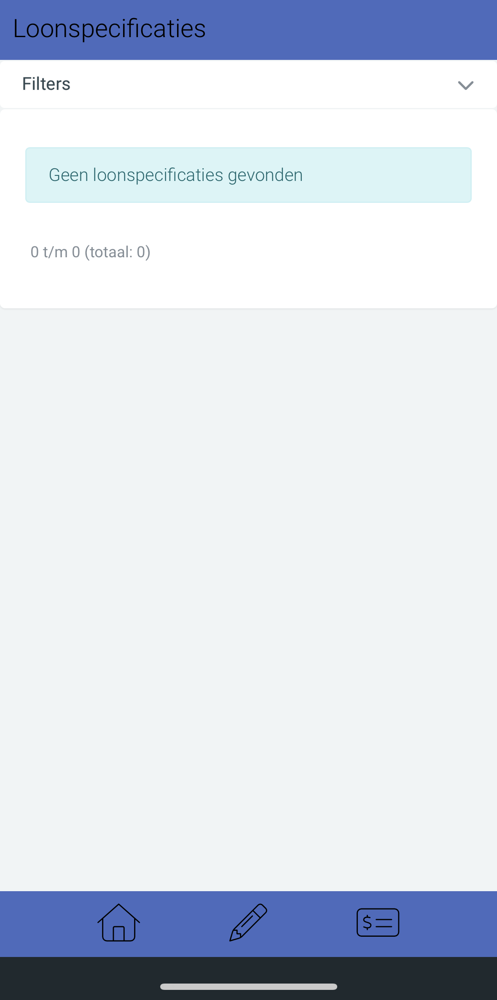 Loonspecificaties
Filters
Geen loonspecificaties gevonden
0 t/m 0 (totaal: 0)
$